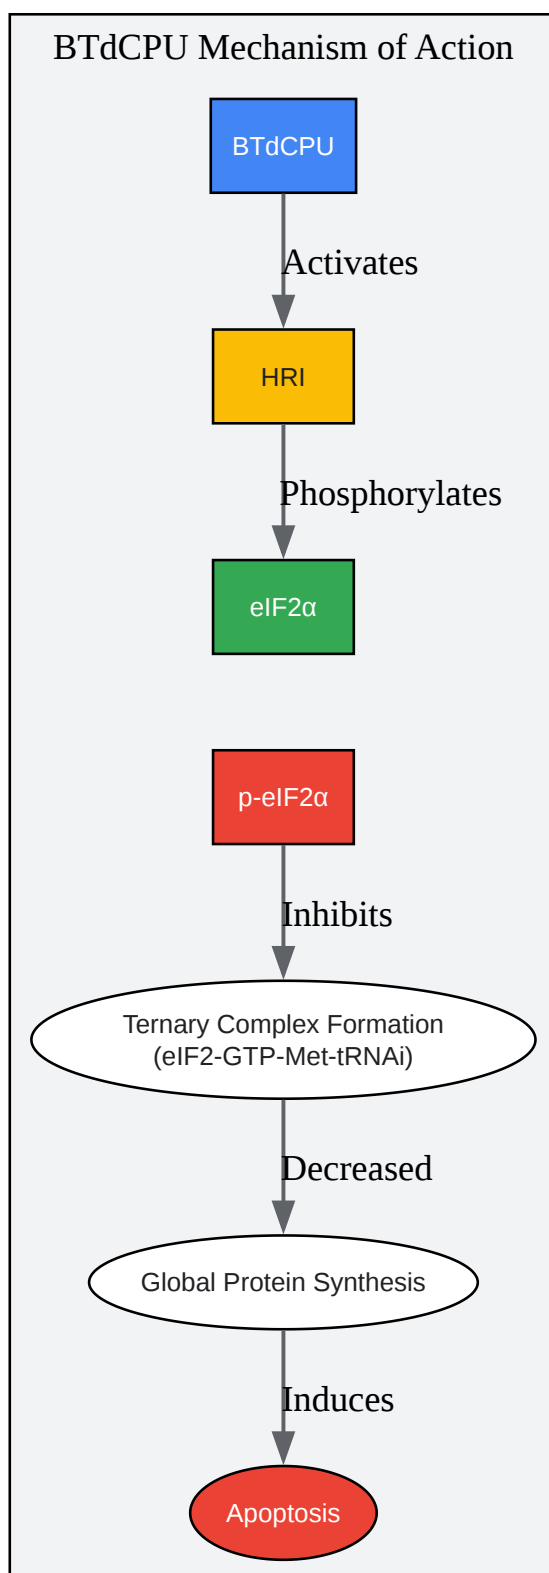 BTdCPU Mechanism of Action
BTdCPU
Activates
HRI
Phosphorylates
eIF2α
p-eIF2α
Inhibits
Ternary Complex Formation
(eIF2-GTP-Met-tRNAi)
Decreased
Global Protein Synthesis
Induces
Apoptosis